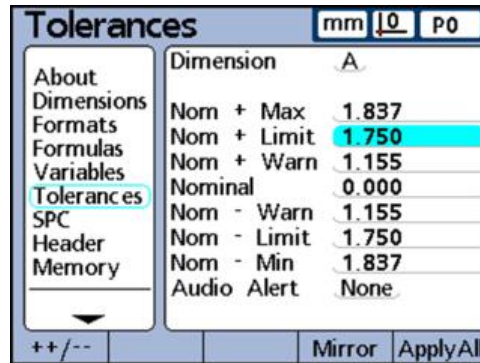 Tolerances mm 0 P0
About
Dimensions
Formats
Formulas
Variables
Tolerances
SPC
Header
Memory
Dimension A
Nom + Max 1.837
Nom + Limit 1.750
Nom + Warn 1.155
Nominal 0.000
Nom - Warn 1.155
Nom - Limit 1.750
Nom - Min 1.837
Audio Alert None
++/-- Mirror ApplyAll